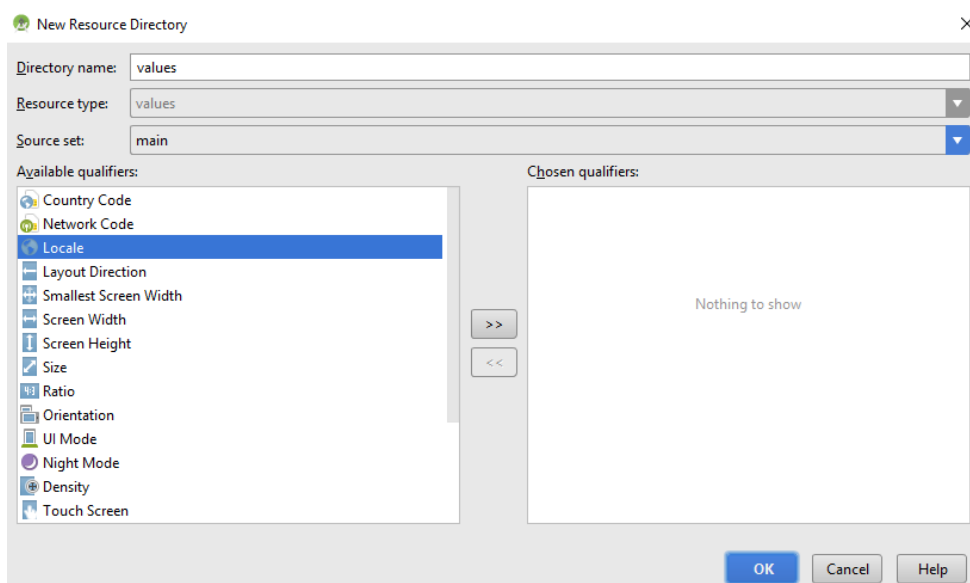 New Resource Directory
Directory name: values
Resource type: values
Source set: main
Available qualifiers:
Country Code
Network Code
Locale
Layout Direction
Smallest Screen Width
Screen Width
Screen Height
Size
Ratio
Orientation
UI Mode
Night Mode
Density
Touch Screen
>>
<<
Chosen qualifiers:
Nothing to show
OK Cancel Help